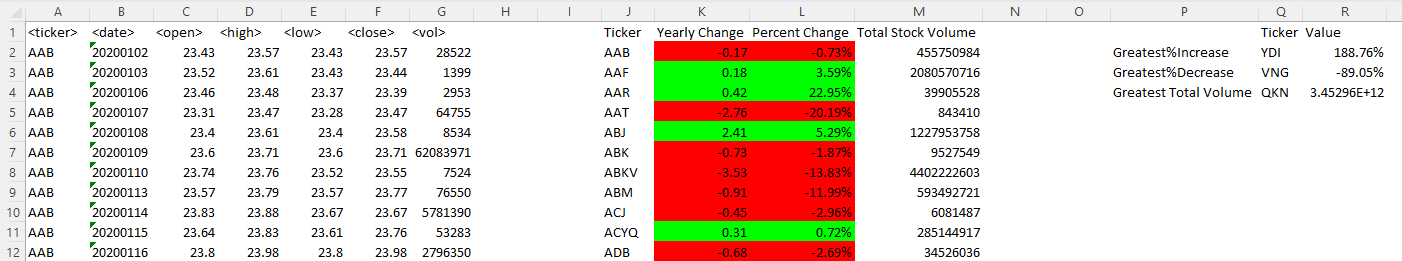 A B C D E F G H I J K L M N O P Q R
1 <ticker> <date> <open> <high> <low> <close> <vol> Ticker Yearly Change Percent Change Total Stock Volume Ticker Value
2 AAB 20200102 23.43 23.57 23.43 23.57 28522 AAB -0.17 -0.73% 455750984 Greatest%Increase YDI 188.76%
3 AAB 20200103 23.52 23.61 23.43 23.44 1399 AAF 0.18 3.59% 2080570716 Greatest%Decrease VNG -89.05%
4 AAB 20200106 23.46 23.48 23.37 23.39 2953 AAR 0.42 22.95% 39905528 Greatest Total Volume QKN 3.45296E+12
5 AAB 20200107 23.31 23.47 23.28 23.47 64755 AAT -2.76 -20.19% 843410
6 AAB 20200108 23.4 23.61 23.4 23.58 8534 ABJ 2.41 5.29% 1227953758
7 AAB 20200109 23.6 23.71 23.6 23.71 62083971 ABK -0.73 -1.87% 9527549
8 AAB 20200110 23.74 23.76 23.52 23.55 7524 ABKV -3.53 -13.83% 4402222603
9 AAB 20200113 23.57 23.79 23.57 23.77 76550 ABM -0.91 -11.99% 593492721
10 AAB 20200114 23.83 23.88 23.67 23.67 5781390 ACJ -0.45 -2.96% 6081487
11 AAB 20200115 23.64 23.83 23.61 23.76 53283 ACYQ 0.31 0.72% 285144917
12 AAB 20200116 23.8 23.98 23.8 23.98 2796350 ADB -0.68 -2.69% 34526036